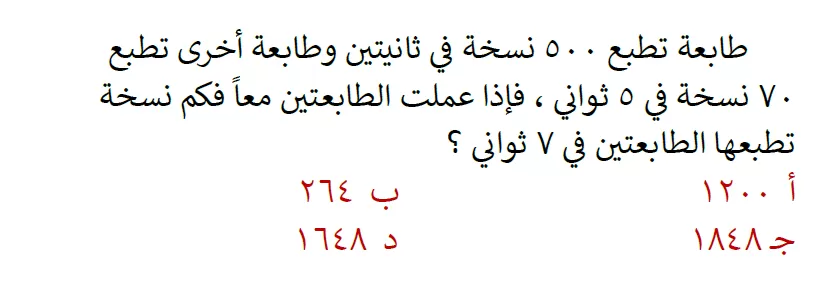 طابعة تطبع ٥٠٠ نسخة في ثانيتين وطابعة أخرى تطبع
٧٠ نسخة في ٥ ثواني ، فإذا عملت الطابعتين معاً فكم نسخة
تطبعها الطابعتين في ٧ ثواني ؟
أ ١٢٠٠ ب ٢٦٤
جـ ١٨٤٨ د ١٦٤٨